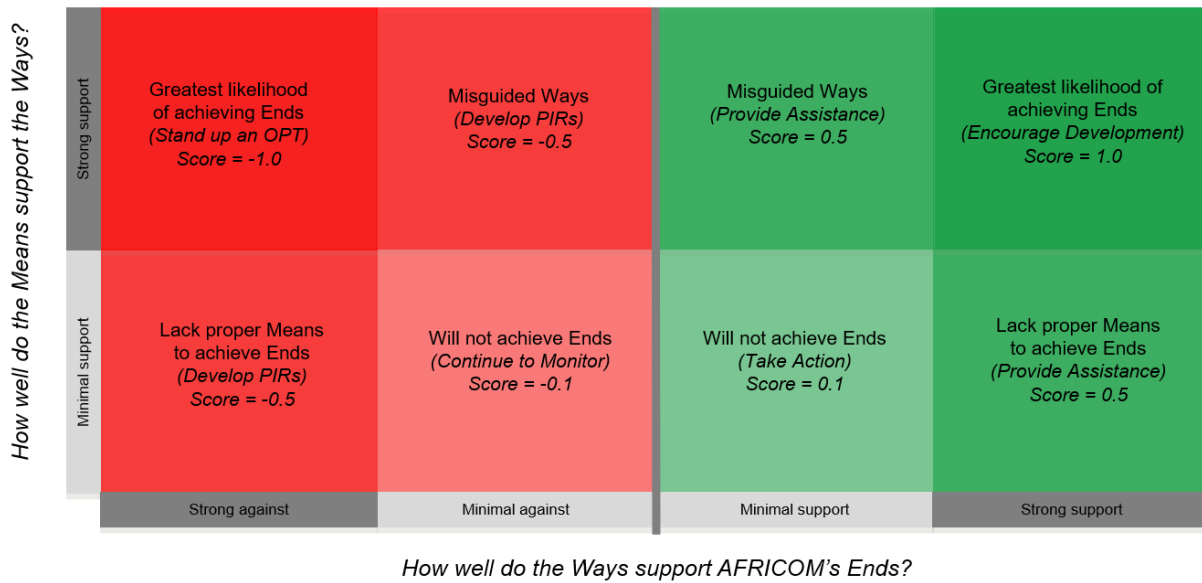 How well do the Means support the Ways?
Strong support
Greatest likelihood
of achieving Ends
(Stand up an OPT)
Score = -1.0
Misguided Ways
(Develop PIRs)
Score = -0.5
Misguided Ways
(Provide Assistance)
Score = 0.5
Greatest likelihood of
achieving Ends
(Encourage Development)
Score = 1.0
Minimal support
Lack proper Means
to achieve Ends
(Develop PIRs)
Score = -0.5
Will not achieve Ends
(Continue to Monitor)
Score = -0.1
Will not achieve Ends
(Take Action)
Score = 0.1
Lack proper Means
to achieve Ends
(Provide Assistance)
Score = 0.5
Strong against
Minimal against
Minimal support
Strong support
How well do the Ways support AFRICOM's Ends?